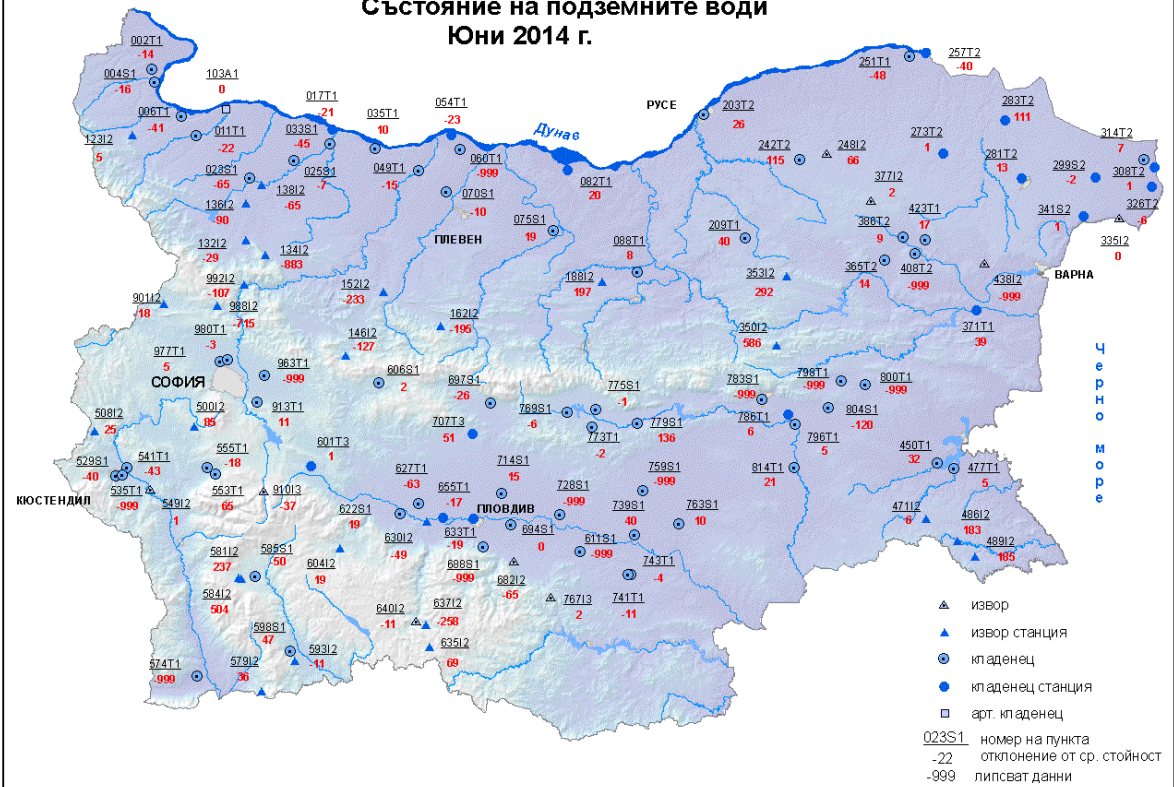 Състояние на подземните води
Юни 2014 г.
002T1
-14
004S1
-16
103A1
0
006T1
-41
011T1
-22
017T1
-21
033S1
-45
035T1
10
054T1
-23
Дунав
РУСЕ
203T2
26
251T1
-48
257T2
-40
283T2
111
273T2
1
314T2
7
123I2
5
028S1
-65
025S1
-7
138I2
-65
136I2
-90
049T1
-15
060T1
-999
070S1
-10
082T1
20
242T2
115
248I2
66
377I2
2
281T2
13
299S2
-2
308T2
1
326T2
-6
341S2
1
335I2
0
132I2
-29
134I2
-883
ПЛЕВЕН
075S1
19
088T1
8
209T1
40
386T2
9
423T1
17
365T2
14
408T2
-999
438I2
-999
ВАРНА
992I2
-107
901I2
18
988I2
-715
152I2
-233
162I2
-195
188I2
197
353I2
292
371T1
39
980T1
-3
977T1
5
СОФИЯ
963T1
-999
146I2
-127
606S1
2
697S1
-26
350I2
586
783S1
-999
798T1
-999
800T1
-999
804S1
-120
508I2
25
500I2
85
913T1
11
769S1
-6
775S1
-1
773T1
-2
779S1
136
786T1
6
796T1
5
Черно море
529S1
-40
541T1
-43
555T1
-18
601T3
1
707T3
51
450T1
32
477T1
5
КЮСТЕНДИЛ
535T1
-999
549I2
1
553T1
65
910I3
-37
627T1
-63
622S1
19
655T1
-17
714S1
15
ПЛОВДИВ
728S1
-999
759S1
-999
739S1
40
763S1
10
814T1
21
471I2
6
486I2
183
489I2
185
581I2
237
585S1
50
604I2
19
584I2
504
630I2
-49
633T1
-19
688S1
-999
694S1
0
682I2
-65
611S1
-999
743T1
-4
741T1
-11
767I3
2
640I2
-11
637I2
-258
635I2
69
598S1
47
593I2
-11
579I2
36
574T1
-999
извор
извор станция
кладенец
кладенец станция
арт. кладенец
023S1 номер на пункта
-22 отклонение от ср. стойност
-999 липсват данни